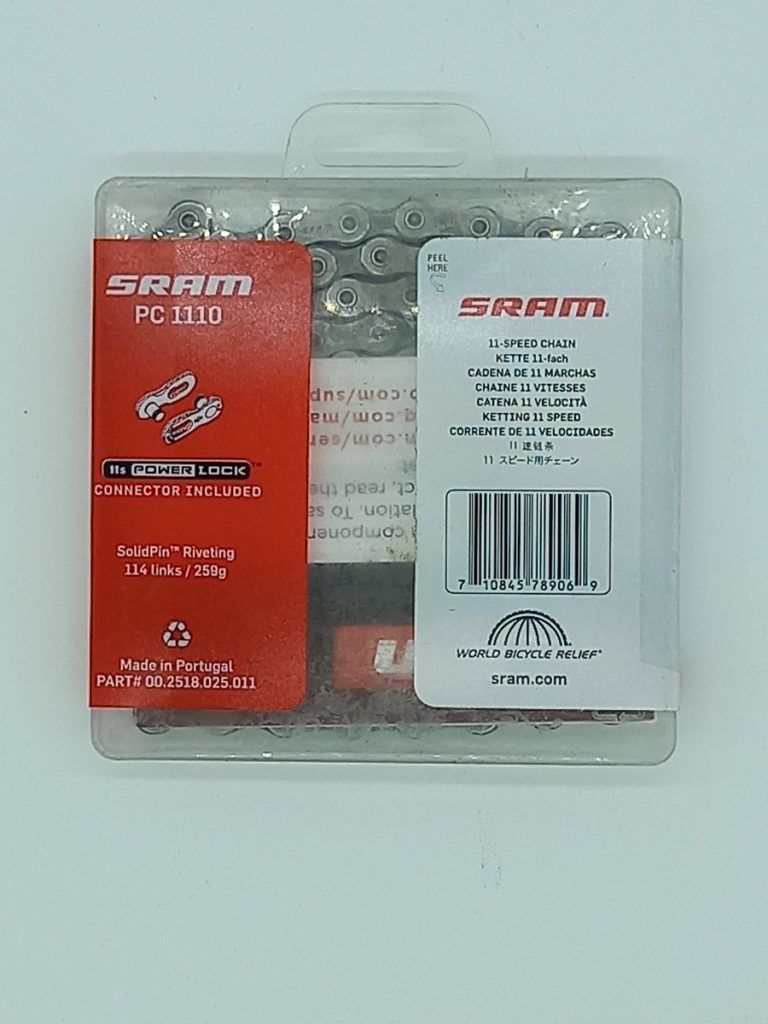 SRAM
PC 1110
11s POWER LOCK™
CONNECTOR INCLUDED
SolidPin™ Riveting
114 links / 259g
Made in Portugal
PART# 00.2518.025.011
PEEL
HERE
SRAM
11-SPEED CHAIN
KETTE 11-fach
CADENA DE 11 MARCHAS
CHAINE 11 VITESSES
CATENA 11 VELOCITÀ
KETTING 11 SPEED
CORRENTE DE 11 VELOCIDADES
11 速链条
11 スピード用チェーン
7 10845 78906 9
WORLD BICYCLE RELIEF
sram.com